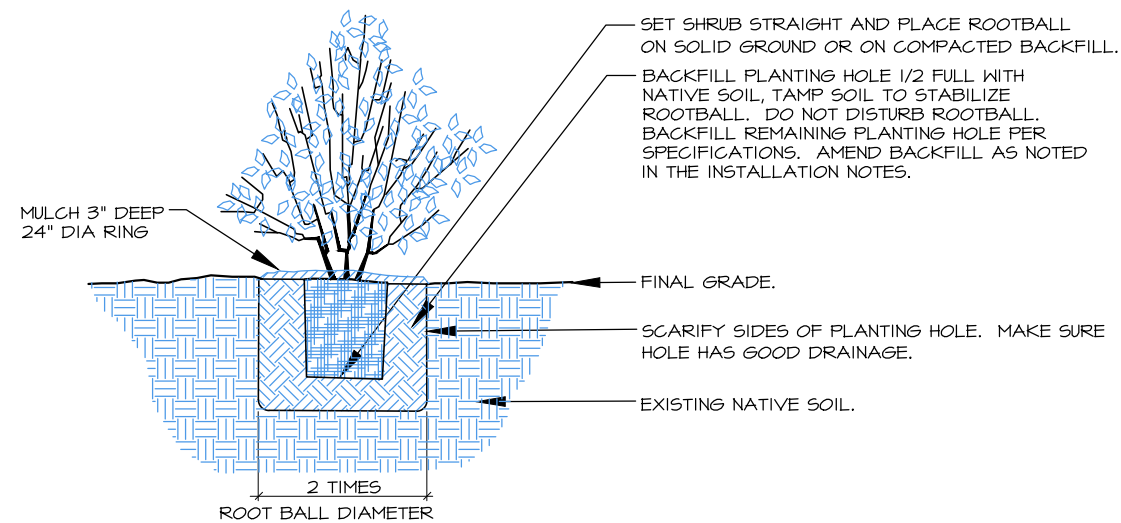 SET SHRUB STRAIGHT AND PLACE ROOTBALL
ON SOLID GROUND OR ON COMPACTED BACKFILL.
BACKFILL PLANTING HOLE 1/2 FULL WITH
NATIVE SOIL, TAMP SOIL TO STABILIZE
ROOTBALL. DO NOT DISTURB ROOTBALL.
BACKFILL REMAINING PLANTING HOLE PER
SPECIFICATIONS. AMEND BACKFILL AS NOTED
IN THE INSTALLATION NOTES.
MULCH 3" DEEP
24" DIA RING
FINAL GRADE.
SCARIFY SIDES OF PLANTING HOLE. MAKE SURE
HOLE HAS GOOD DRAINAGE.
EXISTING NATIVE SOIL.
2 TIMES
ROOT BALL DIAMETER